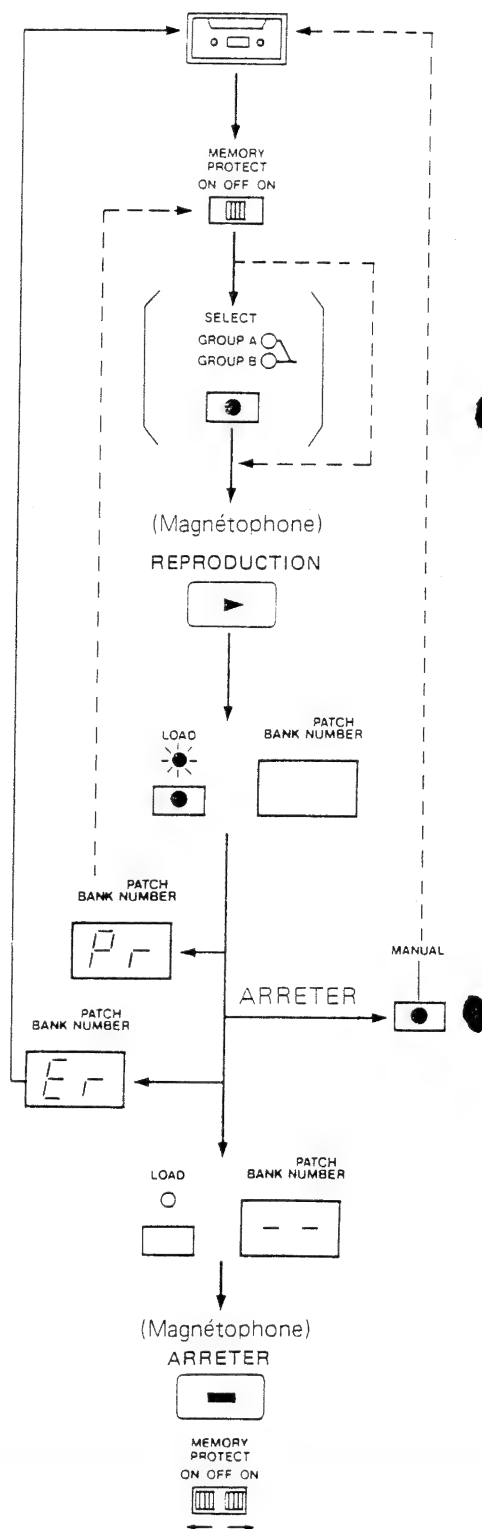 MEMORY
PROTECT
ON OFF ON
SELECT
GROUP A
GROUP B
(Magnétophone)
REPRODUCTION
LOAD
PATCH
BANK NUMBER
PATCH
BANK NUMBER
Pr
ARRETER
MANUAL
PATCH
BANK NUMBER
Er
LOAD
PATCH
BANK NUMBER
- -
(Magnétophone)
ARRETER
MEMORY
PROTECT
ON OFF ON